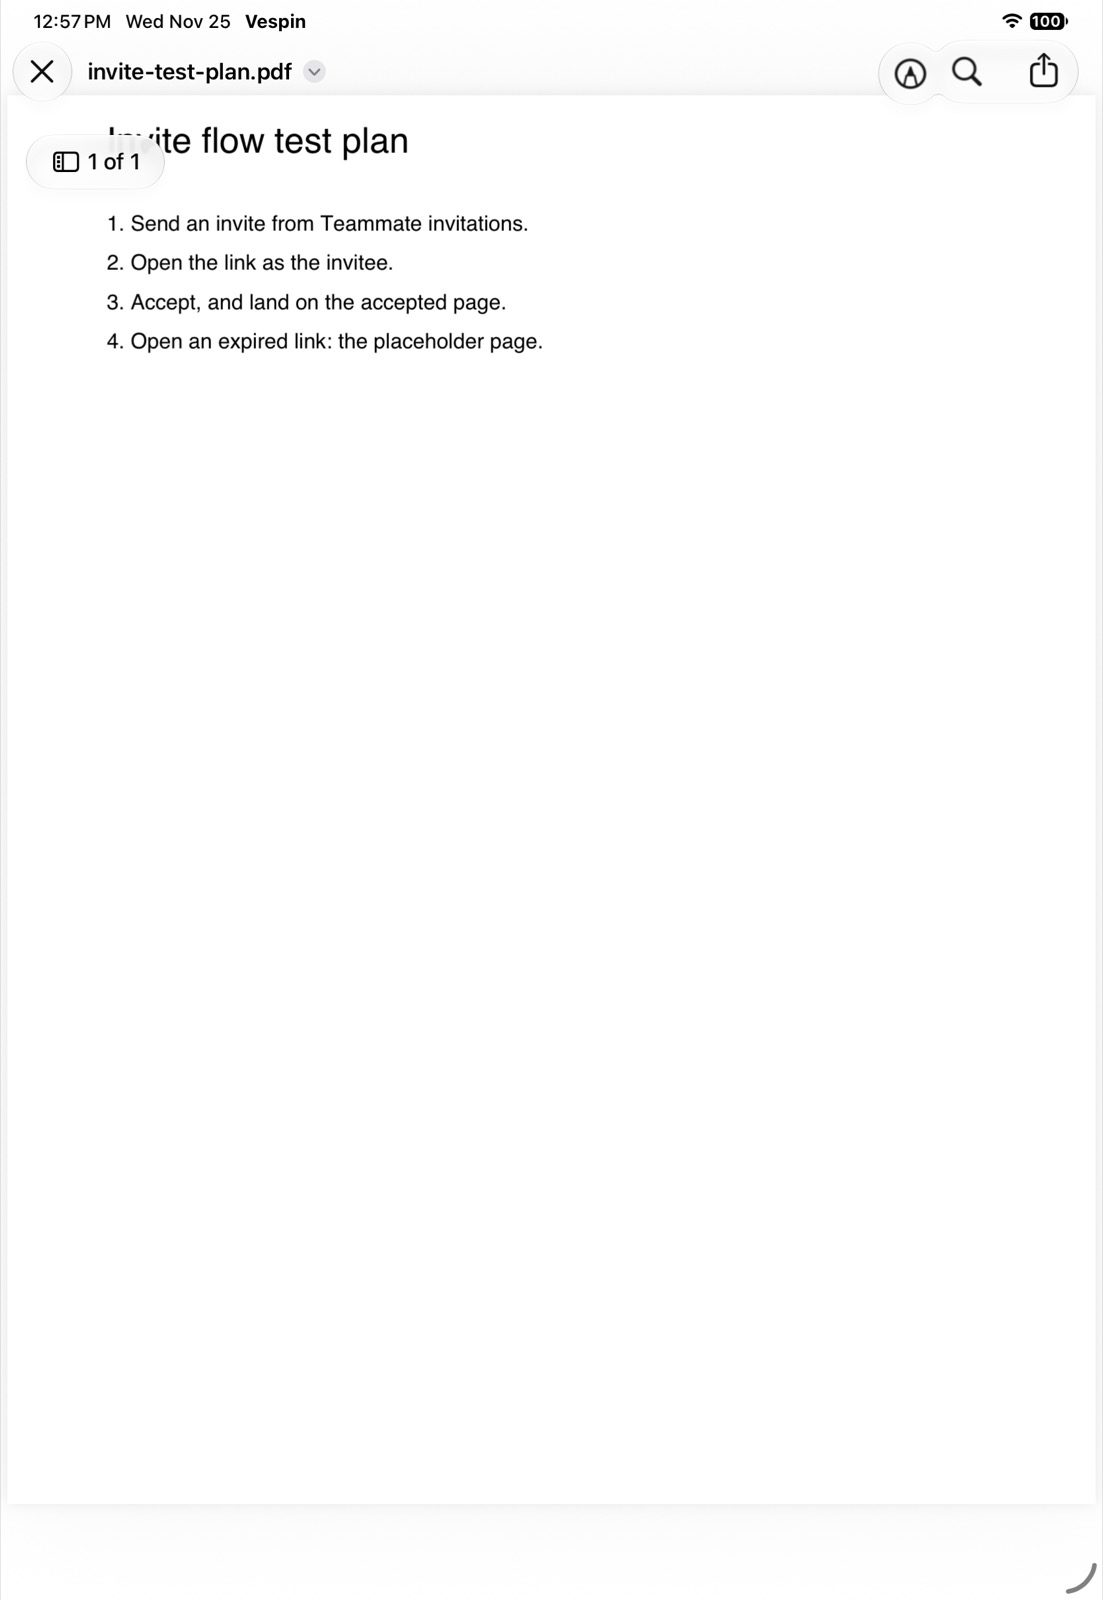 12:57 PM Wed Nov 25 Vespin 100
invite-test-plan.pdf
Invite flow test plan
1 of 1
1. Send an invite from Teammate invitations.
2. Open the link as the invitee.
3. Accept, and land on the accepted page.
4. Open an expired link: the placeholder page.